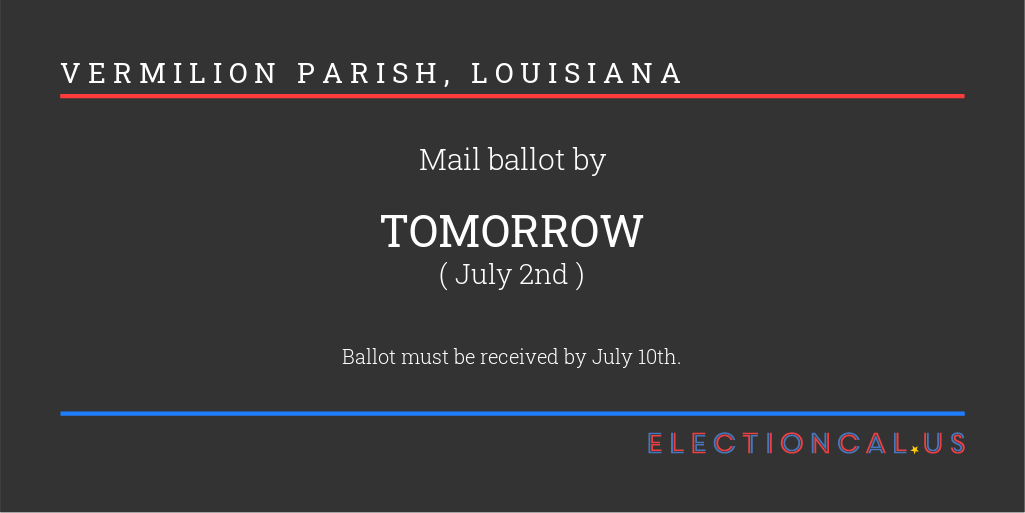 VERMILION PARISH, LOUISIANA
Mail ballot by
TOMORROW
( July 2nd )
Ballot must be received by July 10th.
ELECTIONCAL.US